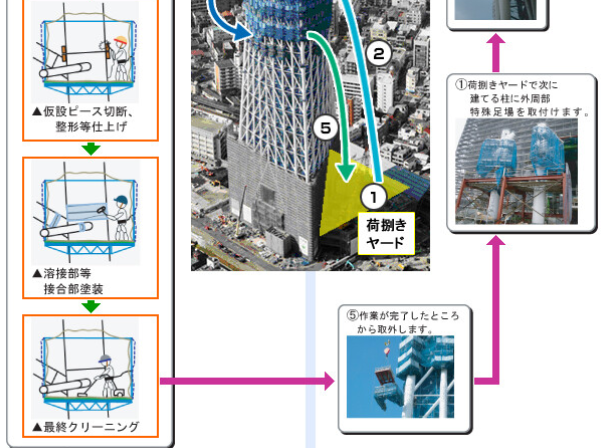 ▲仮設ピース切断、
整形等仕上げ
▲溶接部等
接合部塗装
▲最終クリーニング
②
⑤
①
荷捌き
ヤード
①荷捌きヤードで次に
建てる柱に外周部
特殊足場を取付けます。
⑤作業が完了したところ
から取外します。